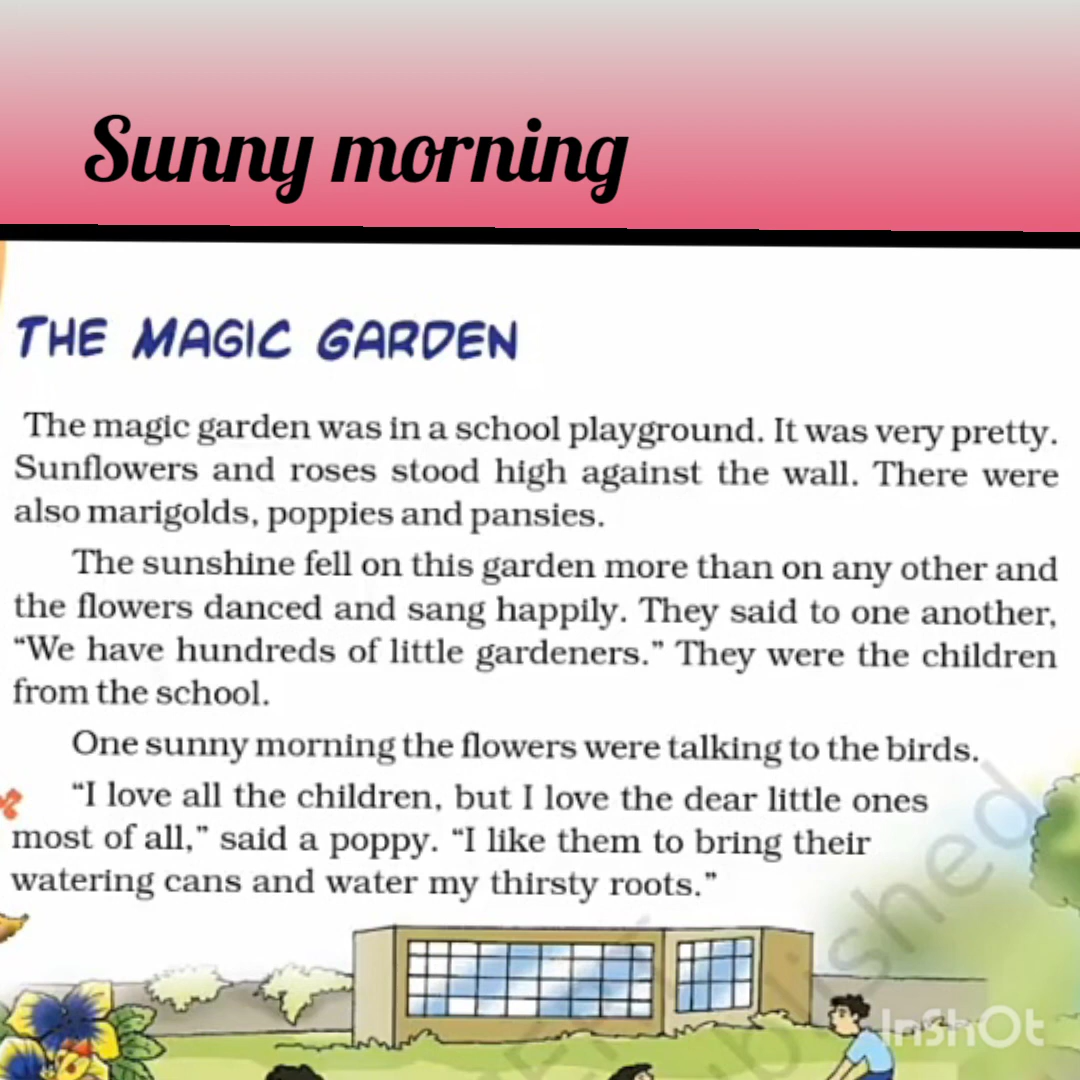 Sunny morning
THE MAGIC GARDEN
The magic garden was in a school playground. It was very pretty.
Sunflowers and roses stood high against the wall. There were
also marigolds, poppies and pansies.
The sunshine fell on this garden more than on any other and
the flowers danced and sang happily. They said to one another,
“We have hundreds of little gardeners.” They were the children
from the school.
One sunny morning the flowers were talking to the birds.
“I love all the children, but I love the dear little ones
most of all,” said a poppy. “I like them to bring their
watering cans and water my thirsty roots.”
InShOt